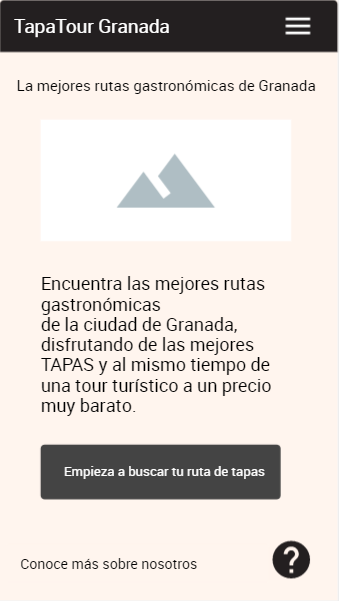 TapaTour Granada
La mejores rutas gastronómicas de Granada
Encuentra las mejores rutas
gastronómicas
de la ciudad de Granada,
disfrutando de las mejores
TAPAS y al mismo tiempo de
una tour turístico a un precio
muy barato.
Empieza a buscar tu ruta de tapas
Conoce más sobre nosotros
?